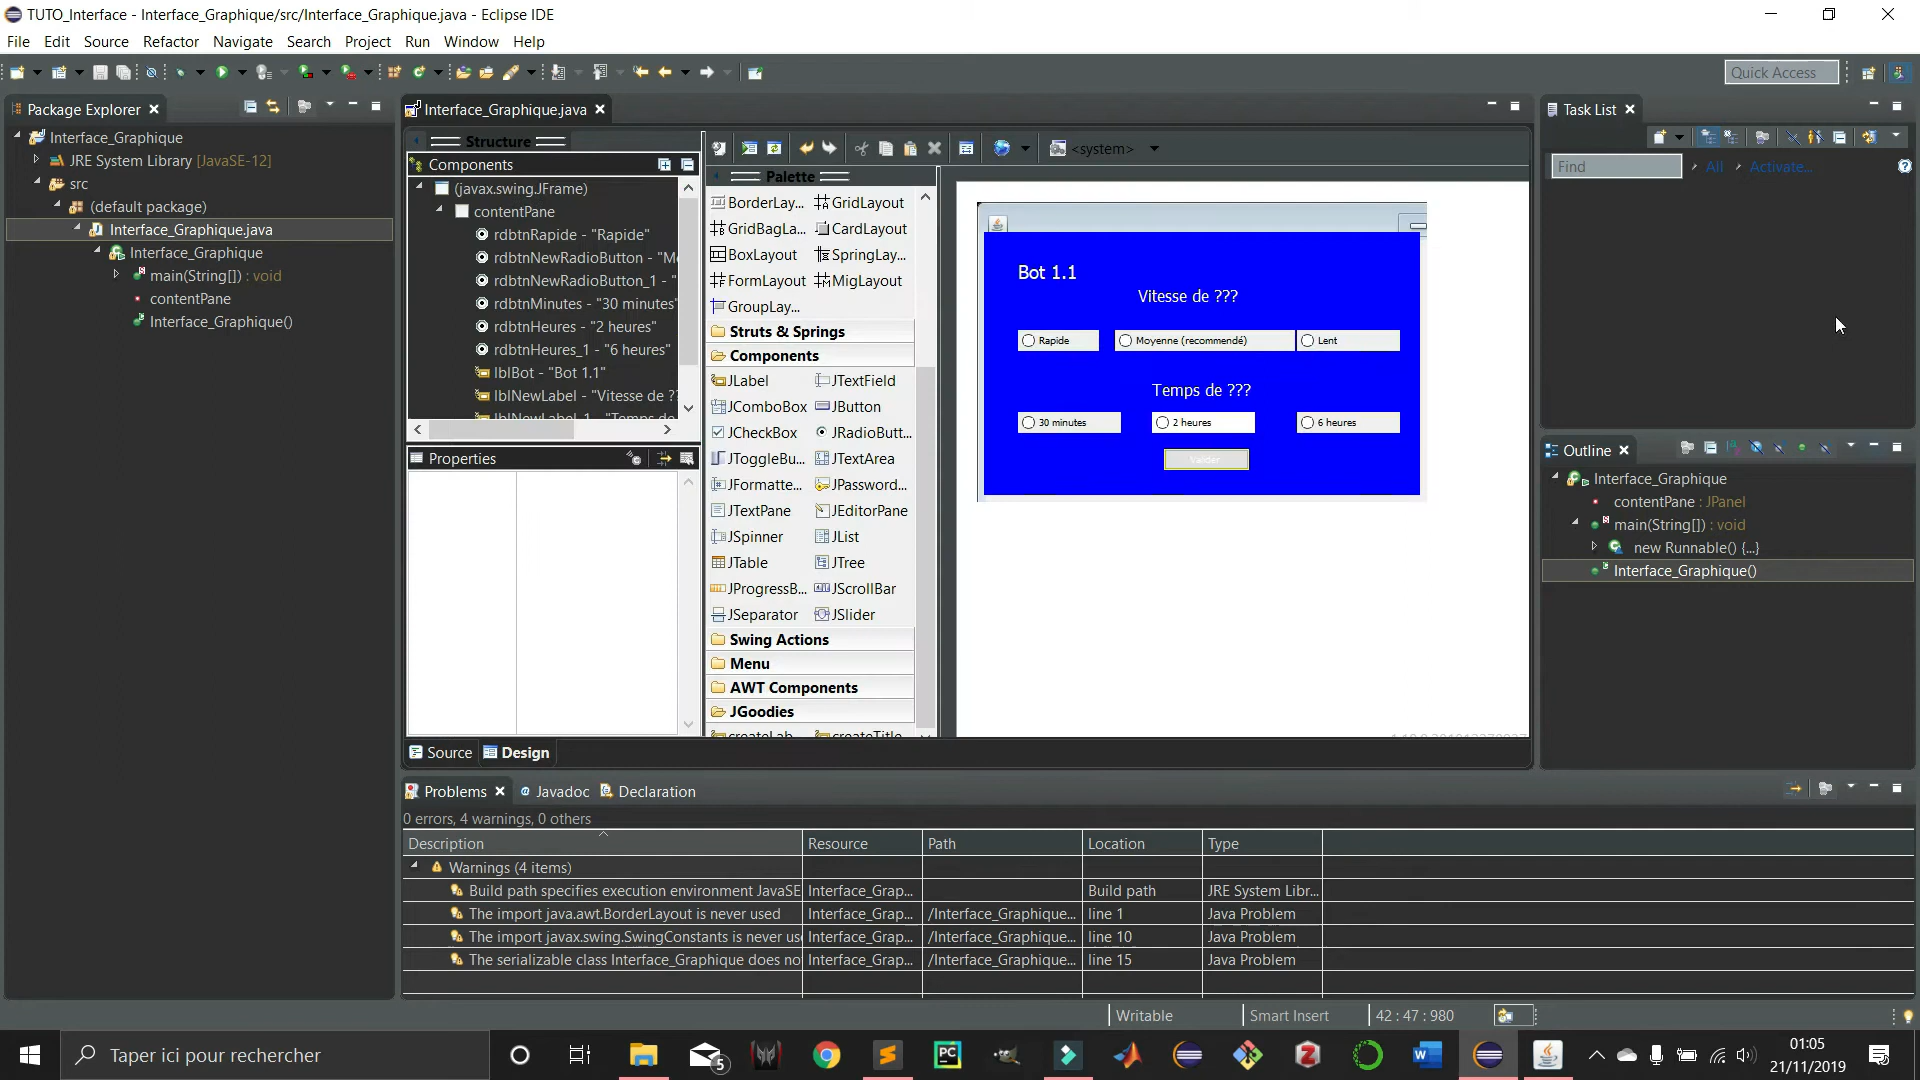 TUTO_Interface - Interface_Graphique/src/Interface_Graphique.java - Eclipse IDE
File Edit Source Refactor Navigate Search Project Run Window Help
Quick Access
Package Explorer
Interface_Graphique
JRE System Library [JavaSE-12]
src
(default package)
Interface_Graphique.java
Interface_Graphique
main(String[]) : void
contentPane
Interface_Graphique()
Interface_Graphique.java
Structure
Components
(javax.swing.JFrame)
contentPane
rdbtnRapide - "Rapide"
rdbtnNewRadioButton - "Mo
rdbtnNewRadioButton_1 - "
rdbtnMinutes - "30 minutes"
rdbtnHeures - "2 heures"
rdbtnHeures_1 - "6 heures"
lblBot - "Bot 1.1"
lblNewLabel - "Vitesse de ??
lblNewLabel_1 - "Temps de
Properties
<system>
Palette
BorderLay... GridLayout
GridBagLa... CardLayout
BoxLayout SpringLay...
FormLayout MigLayout
GroupLay...
Struts & Springs
Components
JLabel JTextField
JComboBox JButton
JCheckBox JRadioButt...
JToggleBu... JTextArea
JFormatte... JPassword...
JTextPane JEditorPane
JSpinner JList
JTable JTree
JProgressB... JScrollBar
JSeparator JSlider
Swing Actions
Menu
AWT Components
JGoodies
createLab... createTitle...
Bot 1.1
Vitesse de ???
Rapide Moyenne (recommendé) Lent
Temps de ???
30 minutes 2 heures 6 heures
Valider
Source Design
Task List
Find All Activate...
Outline
Interface_Graphique
contentPane : JPanel
main(String[]) : void
new Runnable() {...}
Interface_Graphique()
Problems Javadoc Declaration
0 errors, 4 warnings, 0 others
Description Resource Path Location Type
Warnings (4 items)
Build path specifies execution environment JavaSE Interface_Grap... Build path JRE System Libr...
The import java.awt.BorderLayout is never used Interface_Grap... /Interface_Graphique... line 1 Java Problem
The import javax.swing.SwingConstants is never us Interface_Grap... /Interface_Graphique... line 10 Java Problem
The serializable class Interface_Graphique does no Interface_Grap... /Interface_Graphique... line 15 Java Problem
Writable Smart Insert 42 : 47 : 980
Taper ici pour rechercher
5
PC
01:05
21/11/2019